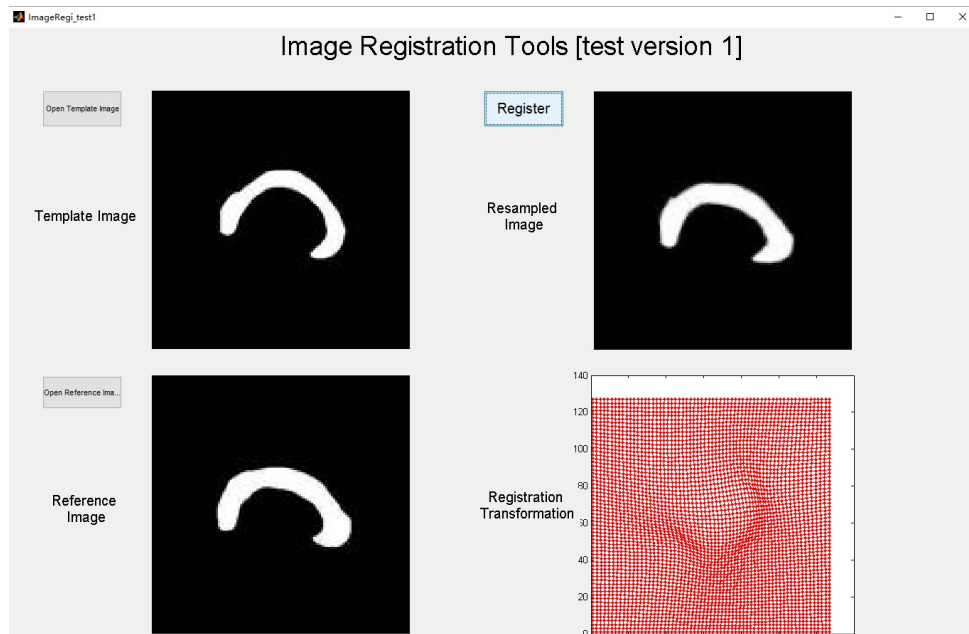 ImageRegi_test1
Image Registration Tools [test version 1]
Open Template Image
Register
Template Image
Resampled
Image
Open Reference Ima...
Reference
Image
Registration
Transformation
140
120
100
80
60
40
20
0